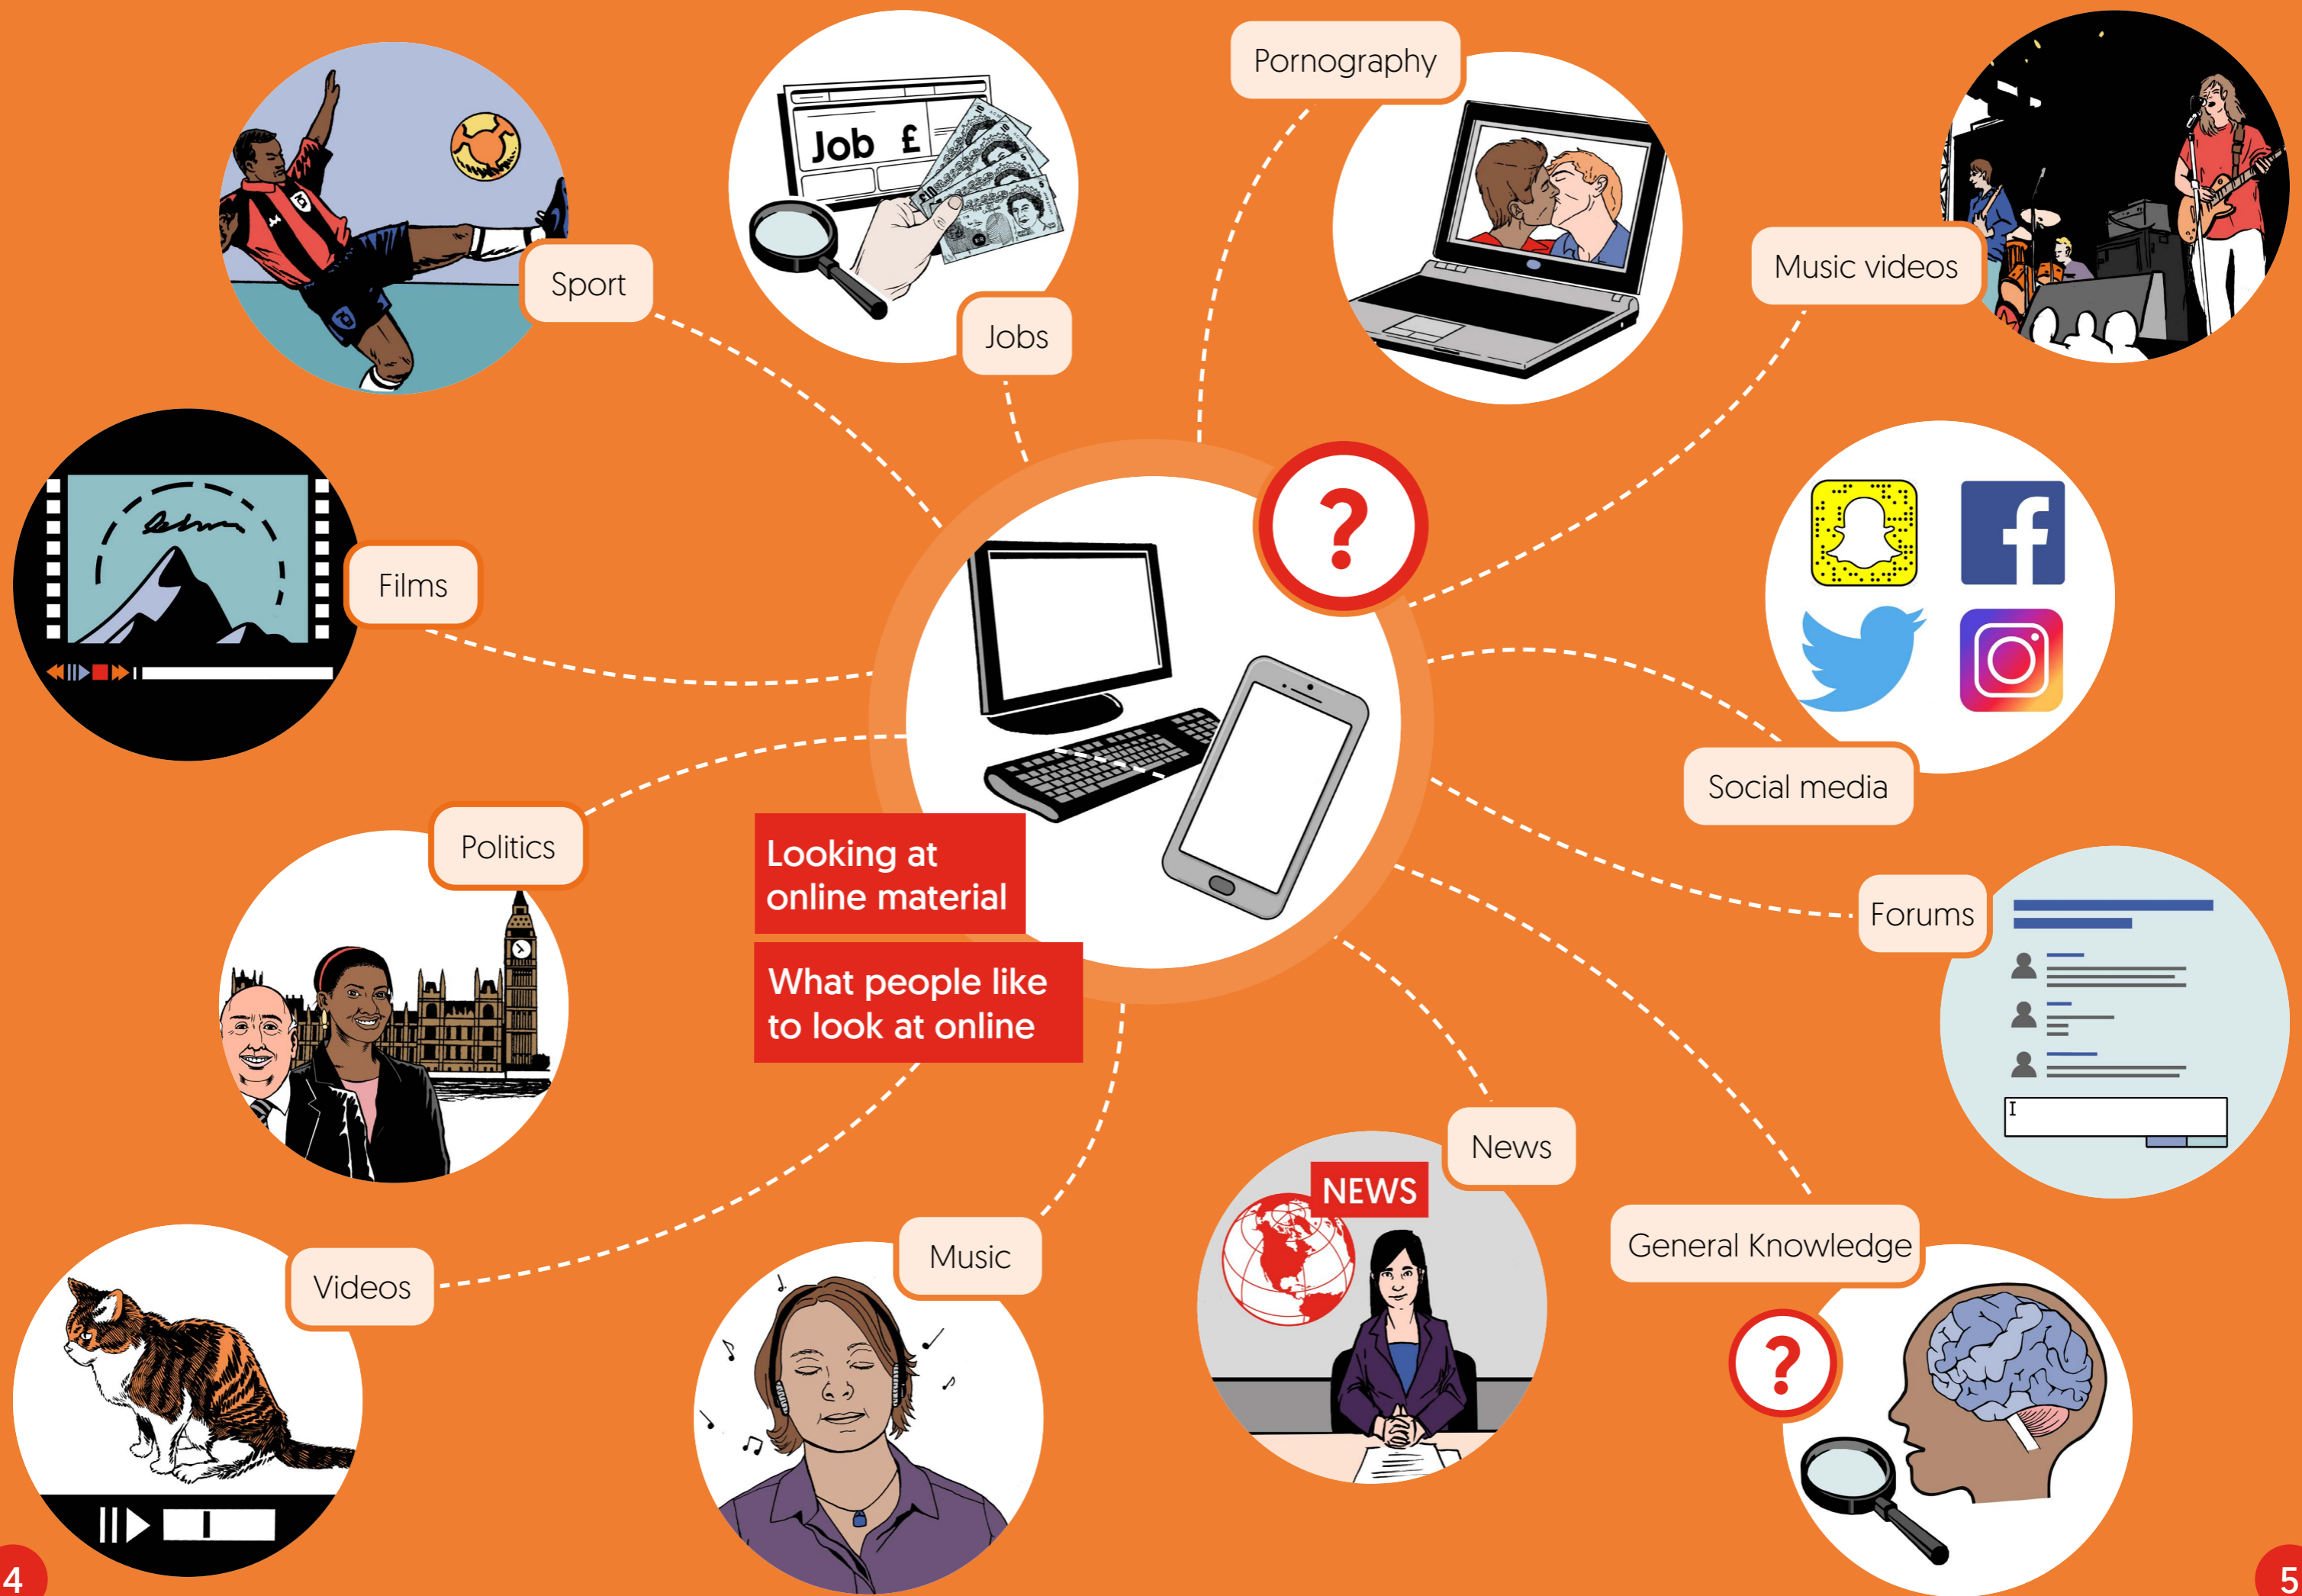 Pornography
Job £
Music videos
Sport
Jobs
?
Films
Social media
Politics
Looking at
online material
Forums
What people like
to look at online
News
NEWS
Music
General Knowledge
Videos
?
4
5